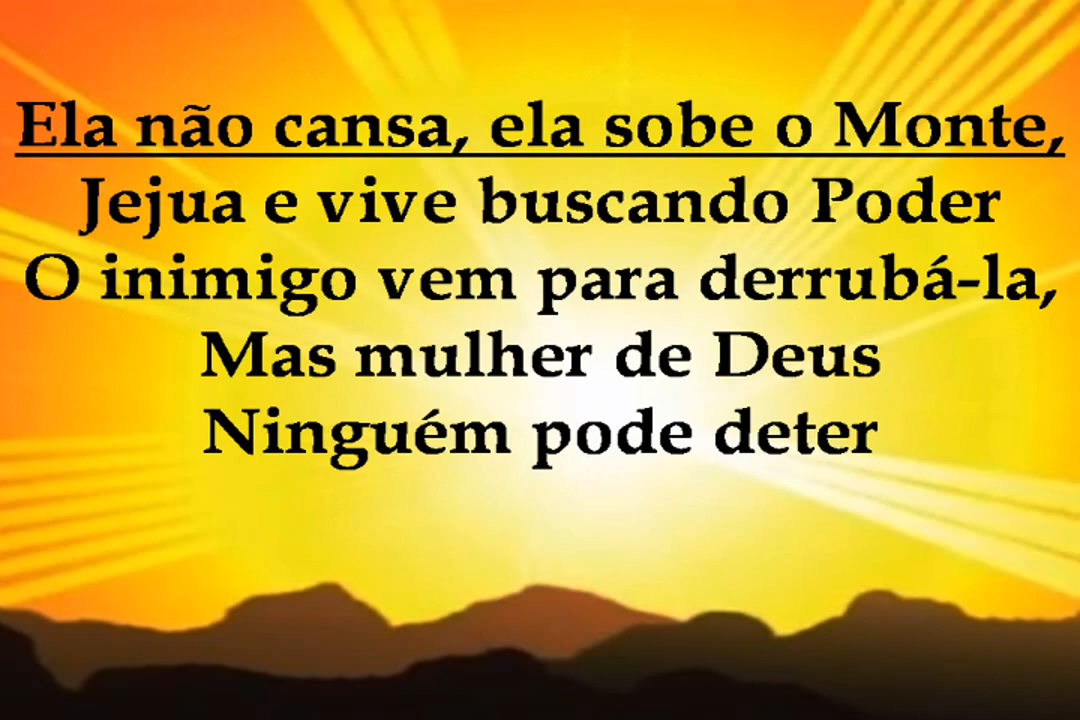 Ela não cansa, ela sobe o Monte,
Jejua e vive buscando Poder
O inimigo vem para derrubá-la,
Mas mulher de Deus
Ninguém pode deter